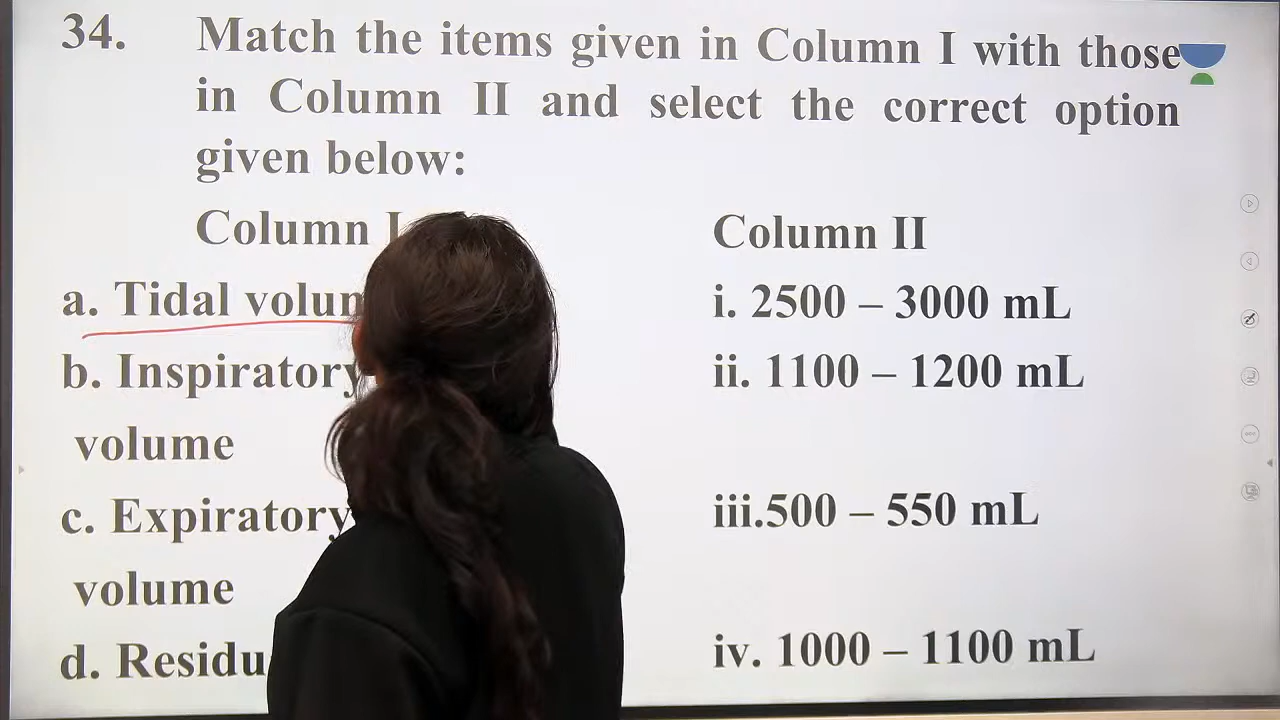 34. Match the items given in Column I with those
in Column II and select the correct option
given below:
Column I Column II
a. Tidal i. 2500 – 3000 mL
b. Inspiratory ii. 1100 – 1200 mL
volume
c. Expiratory iii.500 – 550 mL
volume
d. iv. 1000 – 1100 mL